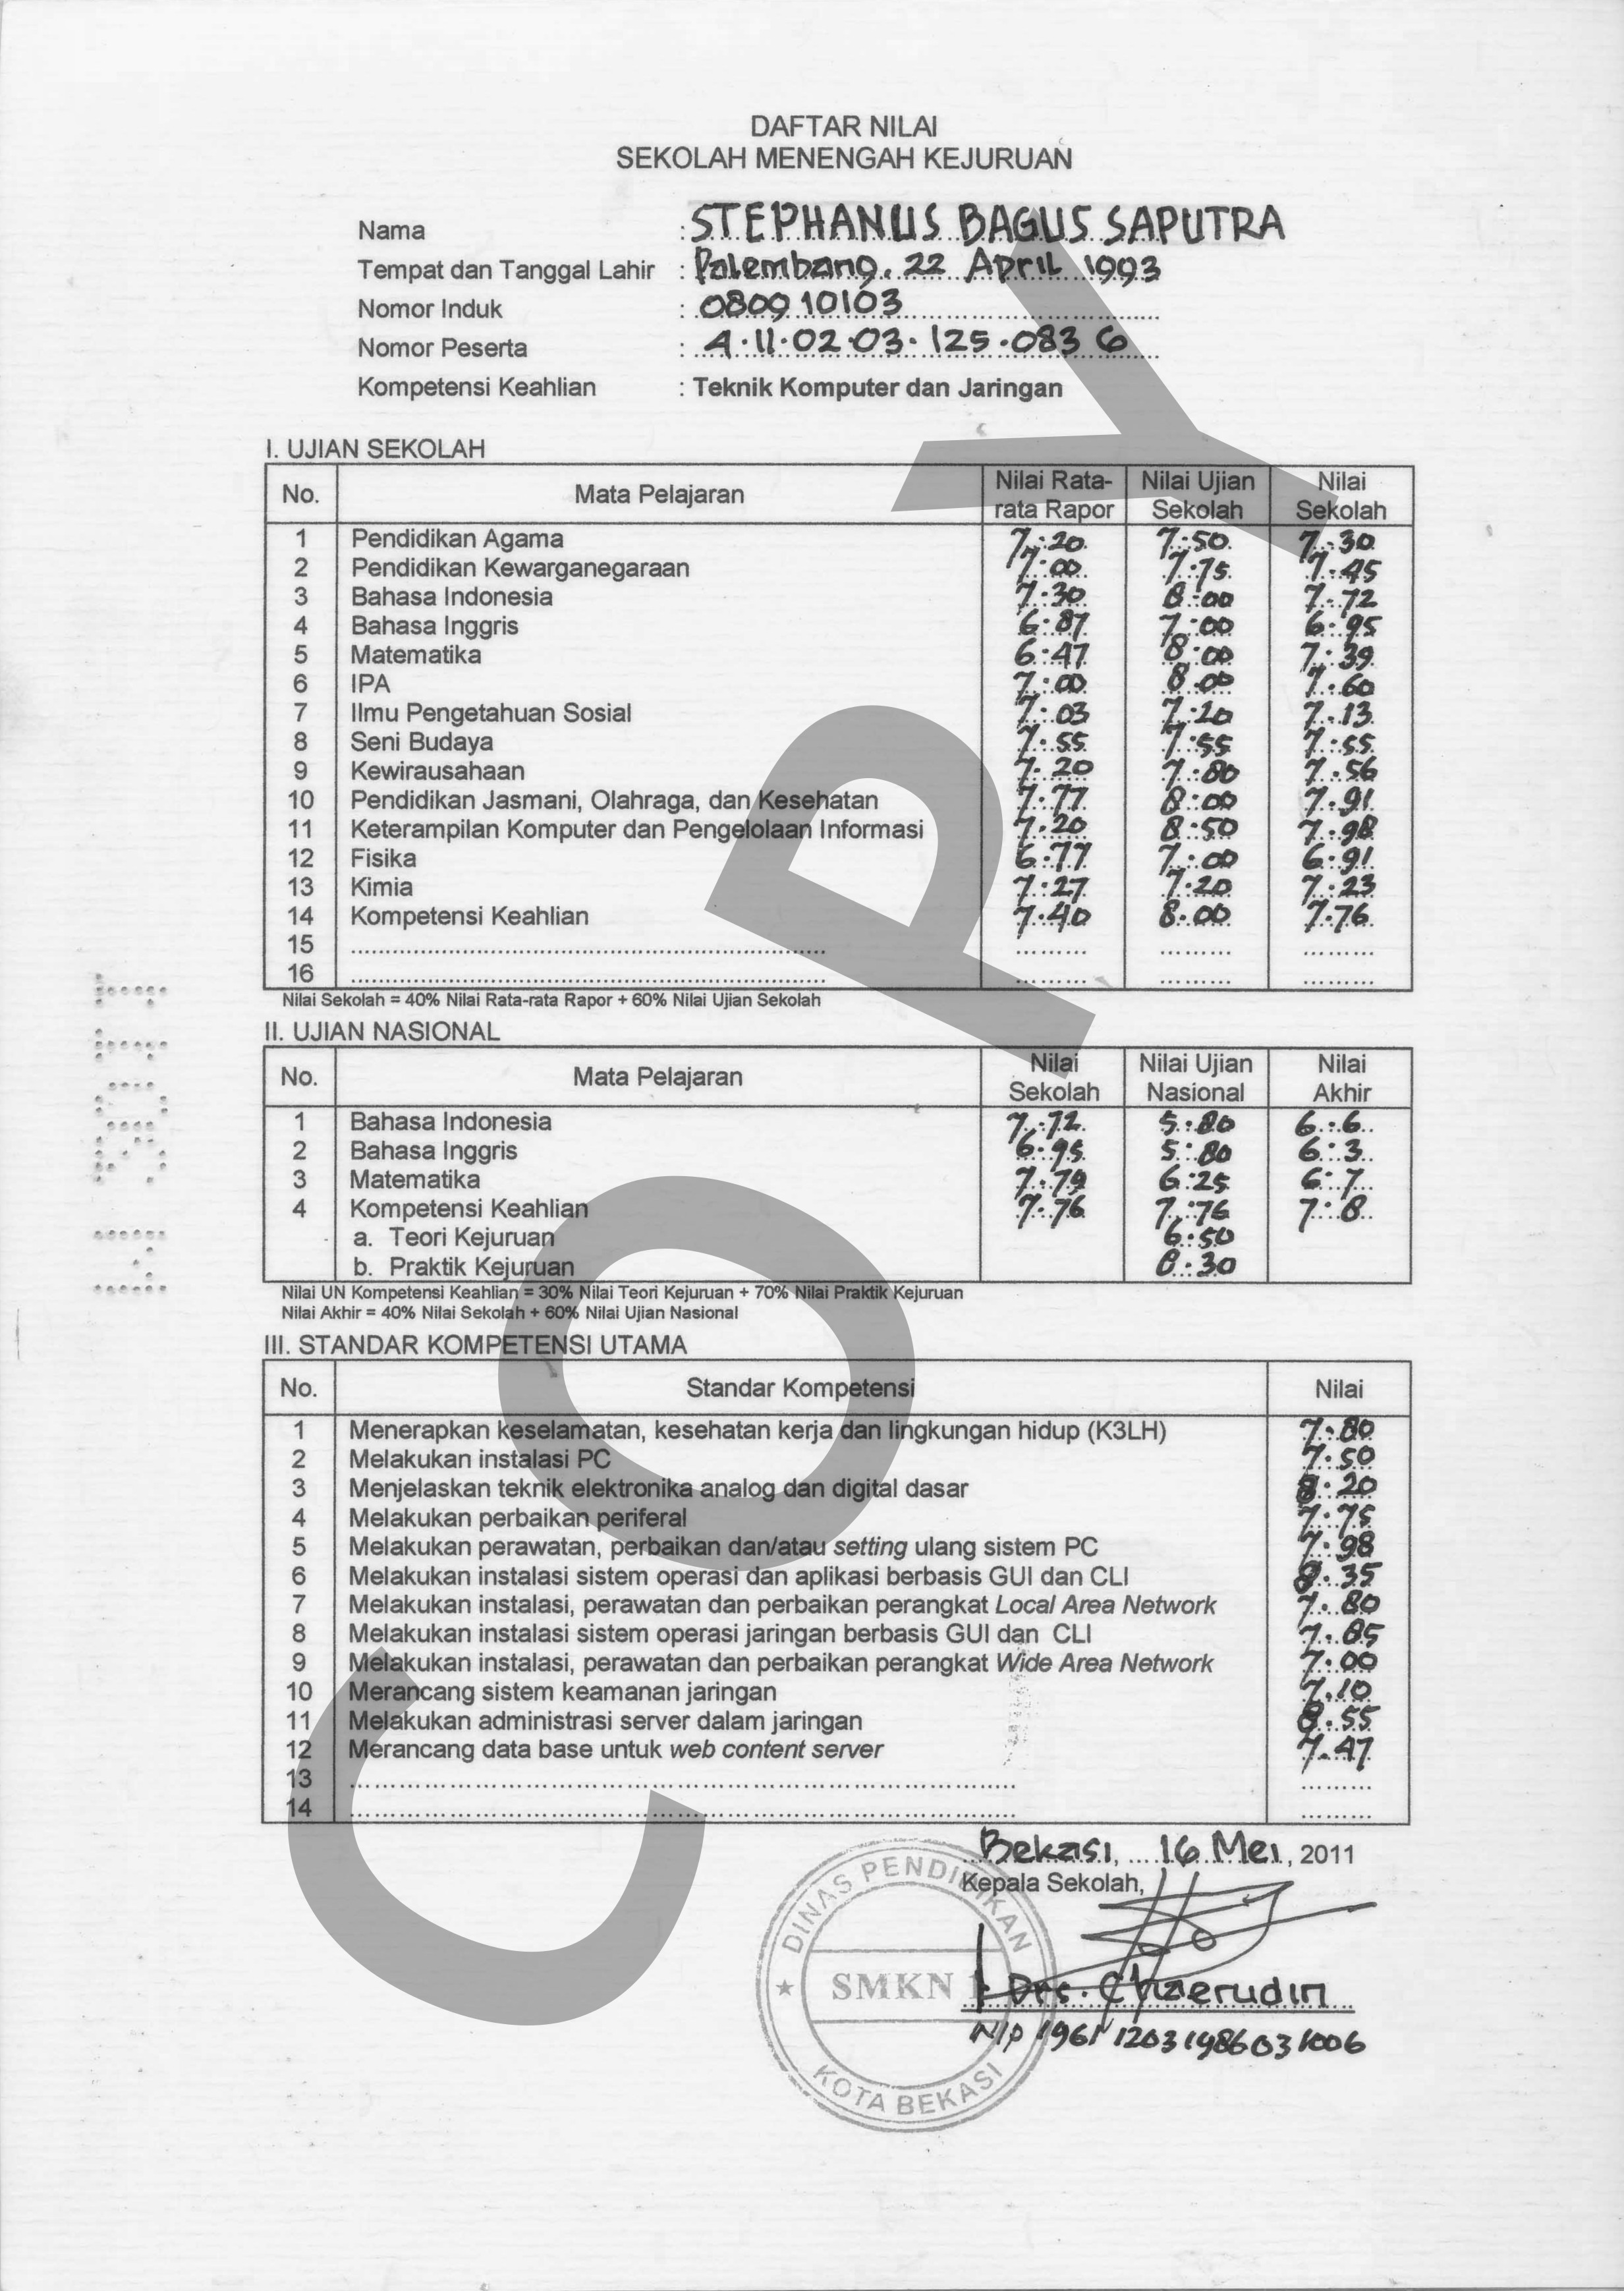 DAFTAR NILAI
SEKOLAH MENENGAH KEJURUAN
Nama : STEPHANUS BAGUS SAPUTRA
Tempat dan Tanggal Lahir : Palembang, 22 April 1993
Nomor Induk : 080910103
Nomor Peserta : 4.11.02.03.125.083 6
Kompetensi Keahlian : Teknik Komputer dan Jaringan
I. UJIAN SEKOLAH
No. Mata Pelajaran Nilai Rata-rata Rapor Nilai Ujian Sekolah Nilai Sekolah
1 Pendidikan Agama 7.20 7.50 7.30
2 Pendidikan Kewarganegaraan 7.00 7.75 7.45
3 Bahasa Indonesia 7.30 8.00 7.72
4 Bahasa Inggris 6.87 7.00 6.95
5 Matematika 6.47 8.00 7.39
6 IPA 7.00 8.00 7.60
7 Ilmu Pengetahuan Sosial 7.03 7.20 7.13
8 Seni Budaya 7.55 7.55 7.55
9 Kewirausahaan 7.20 7.80 7.56
10 Pendidikan Jasmani, Olahraga, dan Kesehatan 7.77 8.00 7.91
11 Keterampilan Komputer dan Pengelolaan Informasi 7.20 8.50 7.98
12 Fisika 6.77 7.00 6.91
13 Kimia 7.27 7.20 7.23
14 Kompetensi Keahlian 7.40 8.00 7.76
15
16
Nilai Sekolah = 40% Nilai Rata-rata Rapor + 60% Nilai Ujian Sekolah
II. UJIAN NASIONAL
No. Mata Pelajaran Nilai Sekolah Nilai Ujian Nasional Nilai Akhir
1 Bahasa Indonesia 7.72 5.80 6.6
2 Bahasa Inggris 6.95 5.80 6.3
3 Matematika 7.79 6.25 6.7
4 Kompetensi Keahlian 7.76 7.76 7.8
a. Teori Kejuruan 6.50
b. Praktik Kejuruan 8.30
Nilai UN Kompetensi Keahlian = 30% Nilai Teori Kejuruan + 70% Nilai Praktik Kejuruan
Nilai Akhir = 40% Nilai Sekolah + 60% Nilai Ujian Nasional
III. STANDAR KOMPETENSI UTAMA
No. Standar Kompetensi Nilai
1 Menerapkan keselamatan, kesehatan kerja dan lingkungan hidup (K3LH) 7.80
2 Melakukan instalasi PC 7.50
3 Menjelaskan teknik elektronika analog dan digital dasar 8.20
4 Melakukan perbaikan periferal 7.75
5 Melakukan perawatan, perbaikan dan/atau setting ulang sistem PC 7.98
6 Melakukan instalasi sistem operasi dan aplikasi berbasis GUI dan CLI 8.35
7 Melakukan instalasi, perawatan dan perbaikan perangkat Local Area Network 7.80
8 Melakukan instalasi sistem operasi jaringan berbasis GUI dan CLI 7.85
9 Melakukan instalasi, perawatan dan perbaikan perangkat Wide Area Network 7.00
10 Merancang sistem keamanan jaringan 7.10
11 Melakukan administrasi server dalam jaringan 8.55
12 Merancang data base untuk web content server 7.47
13
14
Bekasi, 16 Mei, 2011
Kepala Sekolah,
Drs. Chaerudin
NIP 196112031986031006
DINAS PENDIDIKAN
SMKN 1
KOTA BEKASI
COPY